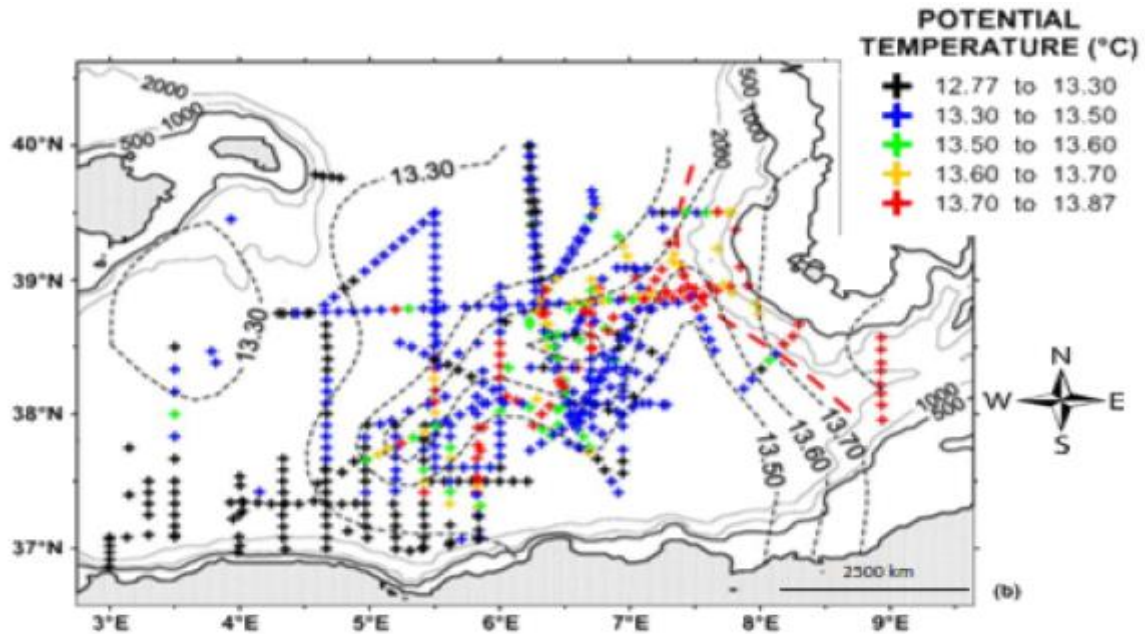 POTENTIAL
TEMPERATURE (°C)
12.77 to 13.30
13.30 to 13.50
13.50 to 13.60
13.60 to 13.70
13.70 to 13.87
2000
1000
500
500
1000
2000
40°N
13.30
39°N
13.30
N
W E
S
38°N
1000
500
13.70
13.60
13.50
37°N
2500 km
(b)
3°E 4°E 5°E 6°E 7°E 8°E 9°E